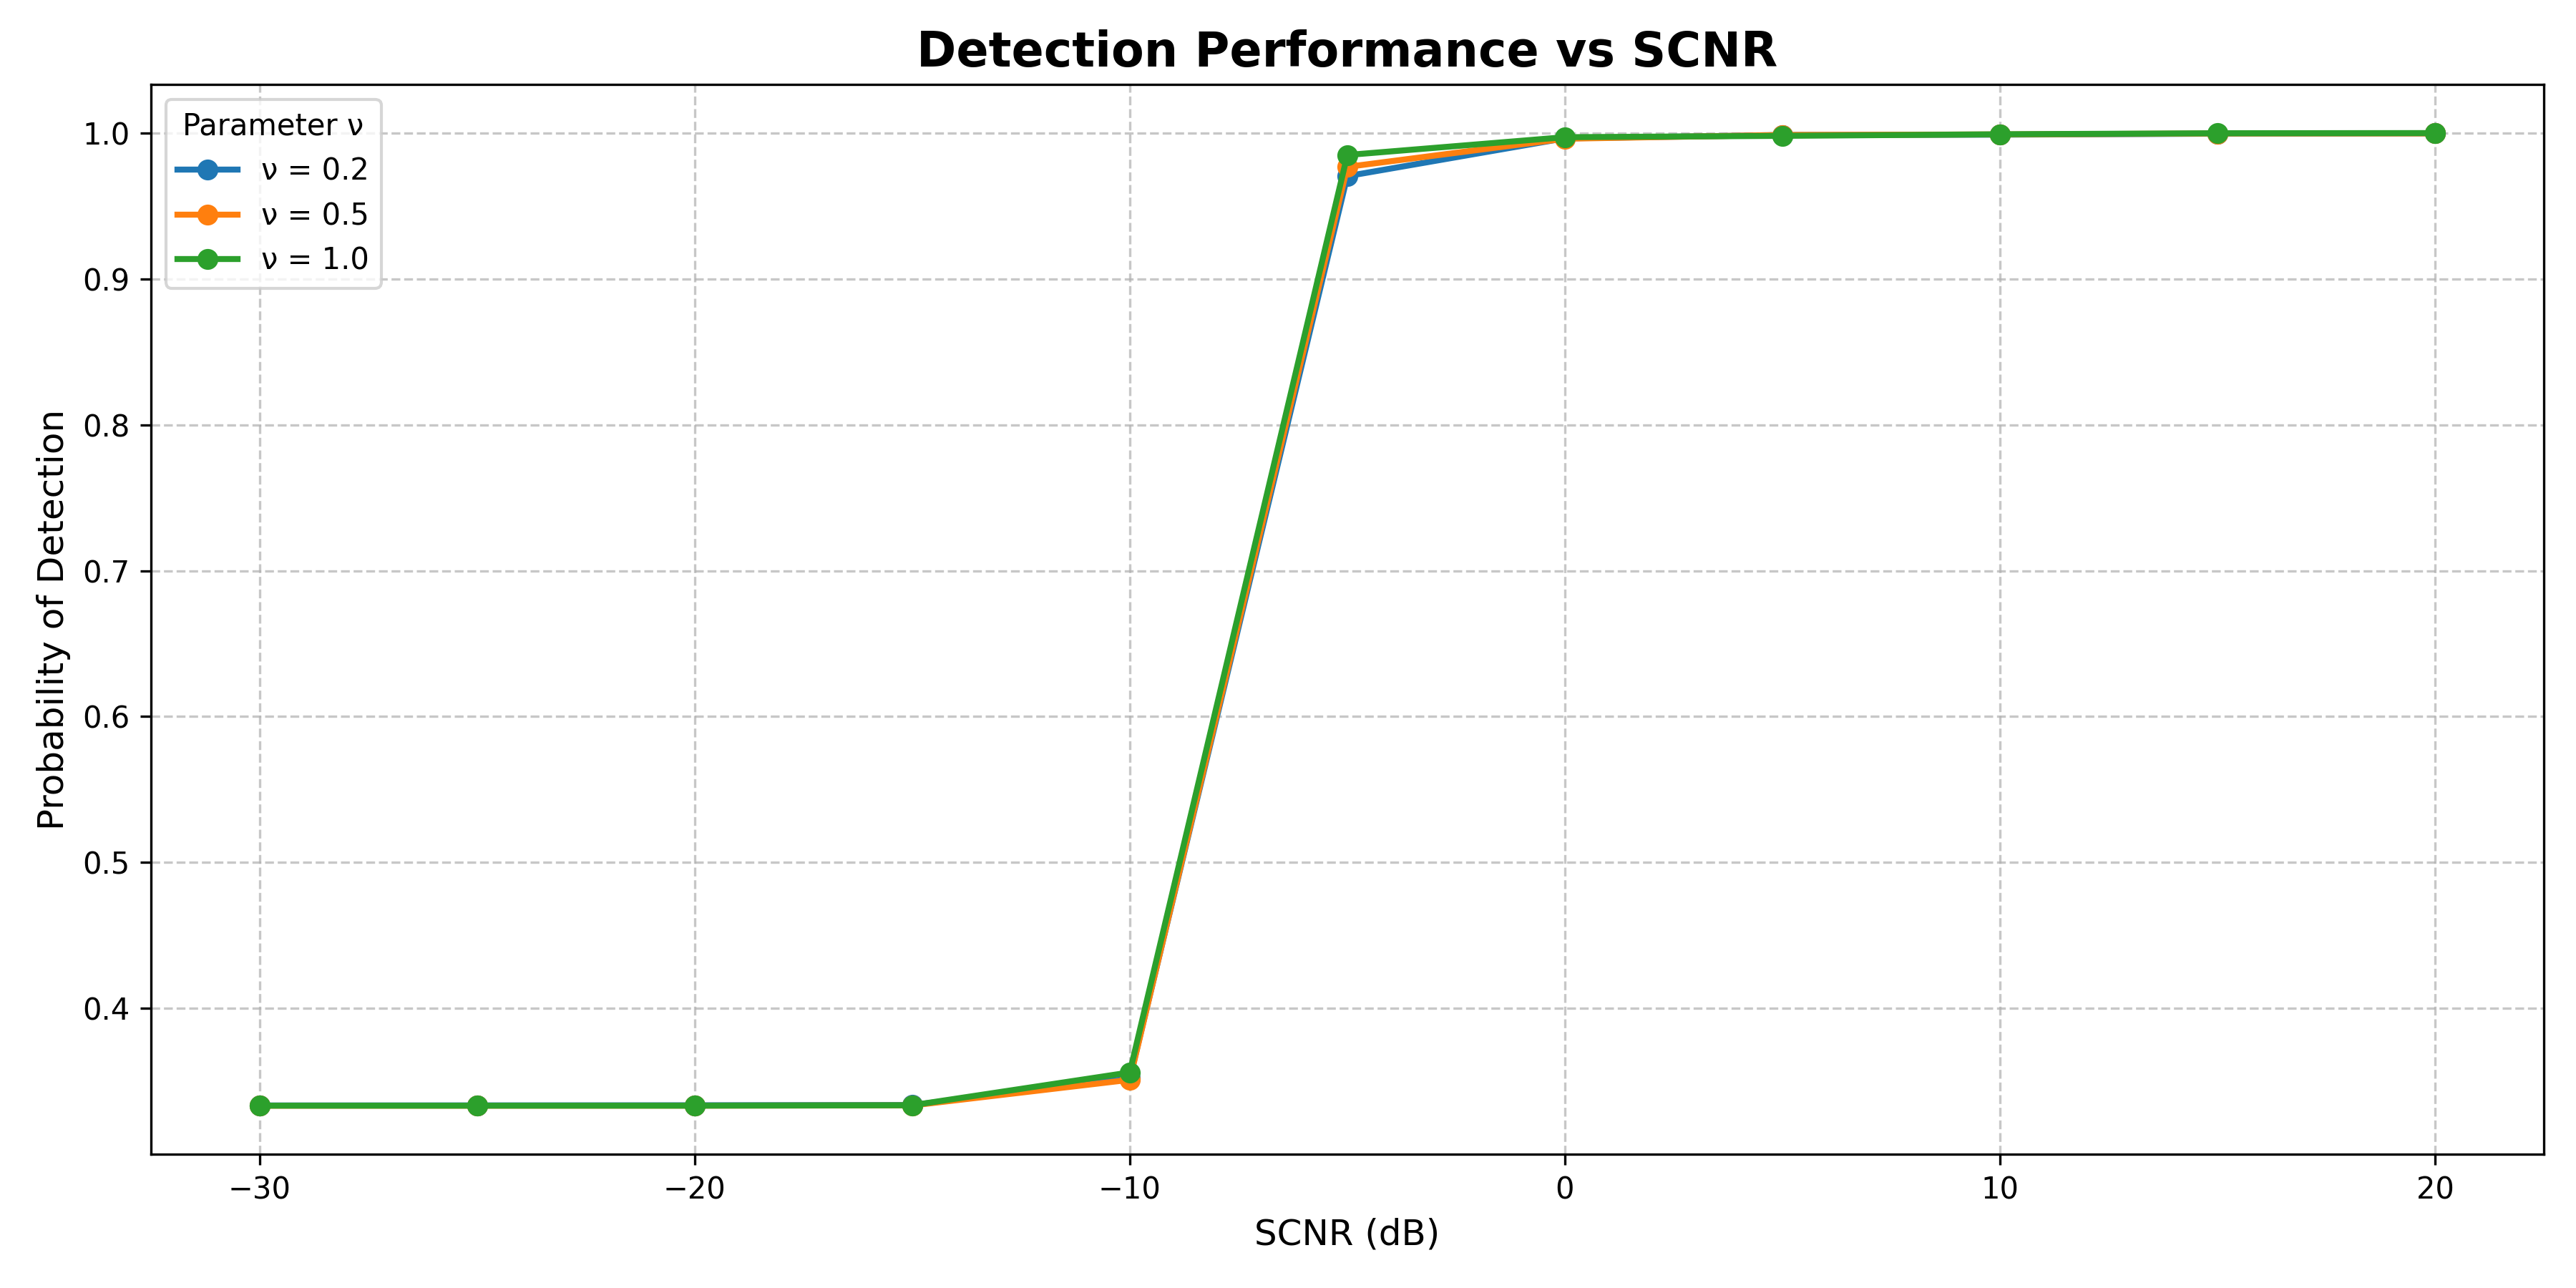 Detection Performance vs SCNR
Parameter ν
ν = 0.2
ν = 0.5
ν = 1.0
Probability of Detection
1.0
0.9
0.8
0.7
0.6
0.5
0.4
−30
−20
−10
0
10
20
SCNR (dB)